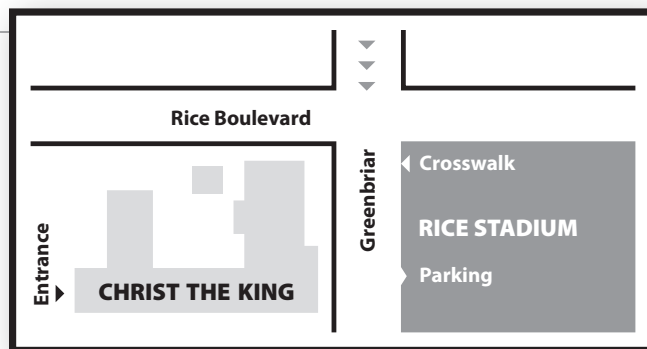 Rice Boulevard
Greenbriar
Crosswalk
RICE STADIUM
Parking
Entrance
CHRIST THE KING